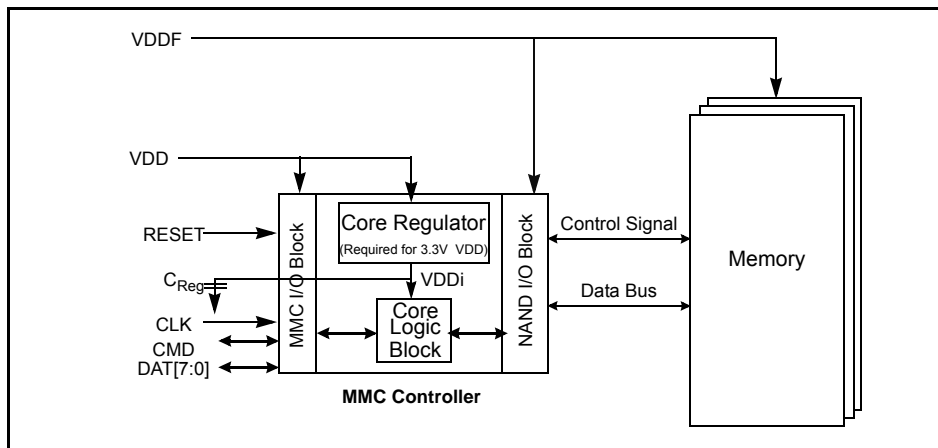 VDDF
VDD
Core Regulator
(Required for 3.3V VDD)
RESET
MMC I/O Block
NAND I/O Block
Control Signal
Memory
CReg
VDDi
Data Bus
CLK
Core
Logic
Block
CMD
DAT[7:0]
MMC Controller